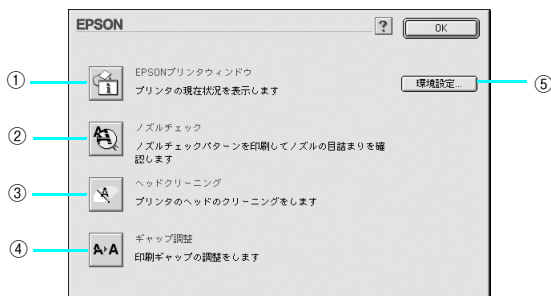 EPSON
?
OK
① EPSONプリンタウィンドウ
プリンタの現在状況を表示します
環境設定... ⑤
② ノズルチェック
ノズルチェックパターンを印刷してノズルの目詰まりを確
認します
③ ヘッドクリーニング
プリンタのヘッドのクリーニングをします
④ ギャップ調整
A▸A
印刷ギャップの調整をします